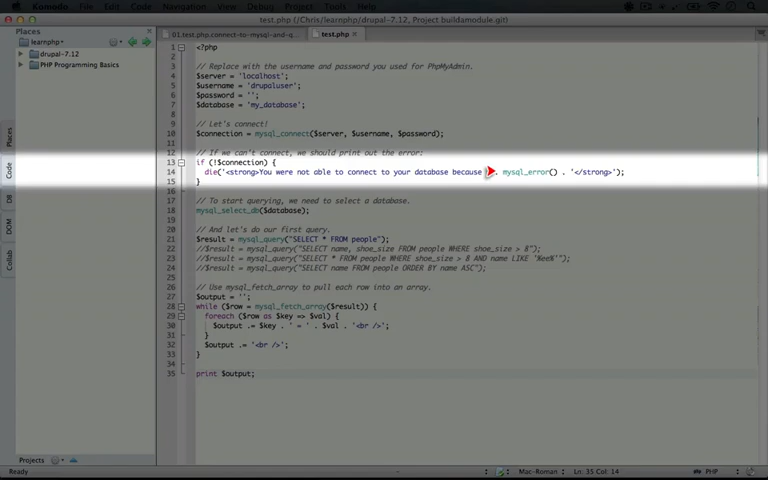 Komodo File Edit Code Navigation View Debug Project Tools Help
test.php (/Chris/learnphp/drupal-7.12, Project buildamodule.git)
Places
learnphp
drupal-7.12
PHP Programming Basics
Places
Code
DB
DOM
Collab
01.test.php.connect-to-mysql-and-q...
test.php
1 <?php
2
3 // Replace with the username and password you used for PhpMyAdmin.
4 $server = 'localhost';
5 $username = 'drupaluser';
6 $password = '';
7 $database = 'my_database';
8
9 // Let's connect!
10 $connection = mysql_connect($server, $username, $password);
11
12 // If we can't connect, we should print out the error:
13 if (!$connection) {
14 die('<strong>You were not able to connect to your database because ' . mysql_error() . '</strong>');
15 }
16
17 // To start querying, we need to select a database.
18 mysql_select_db($database);
19
20 // And let's do our first query.
21 $result = mysql_query("SELECT * FROM people");
22 //$result = mysql_query("SELECT name, shoe_size FROM people WHERE shoe_size > 8");
23 //$result = mysql_query("SELECT * FROM people WHERE shoe_size > 8 AND name LIKE '%ee%'");
24 //$result = mysql_query("SELECT name FROM people ORDER BY name ASC");
25
26 // Use mysql_fetch_array to pull each row into an array.
27 $output = '';
28 while ($row = mysql_fetch_array($result)) {
29 foreach ($row as $key => $val) {
30 $output .= $key . ' = ' . $val . '<br />';
31 }
32 $output .= '<br />';
33 }
34
35 print $output;
Projects
Ready
Mac-Roman
Ln: 35 Col: 14
PHP